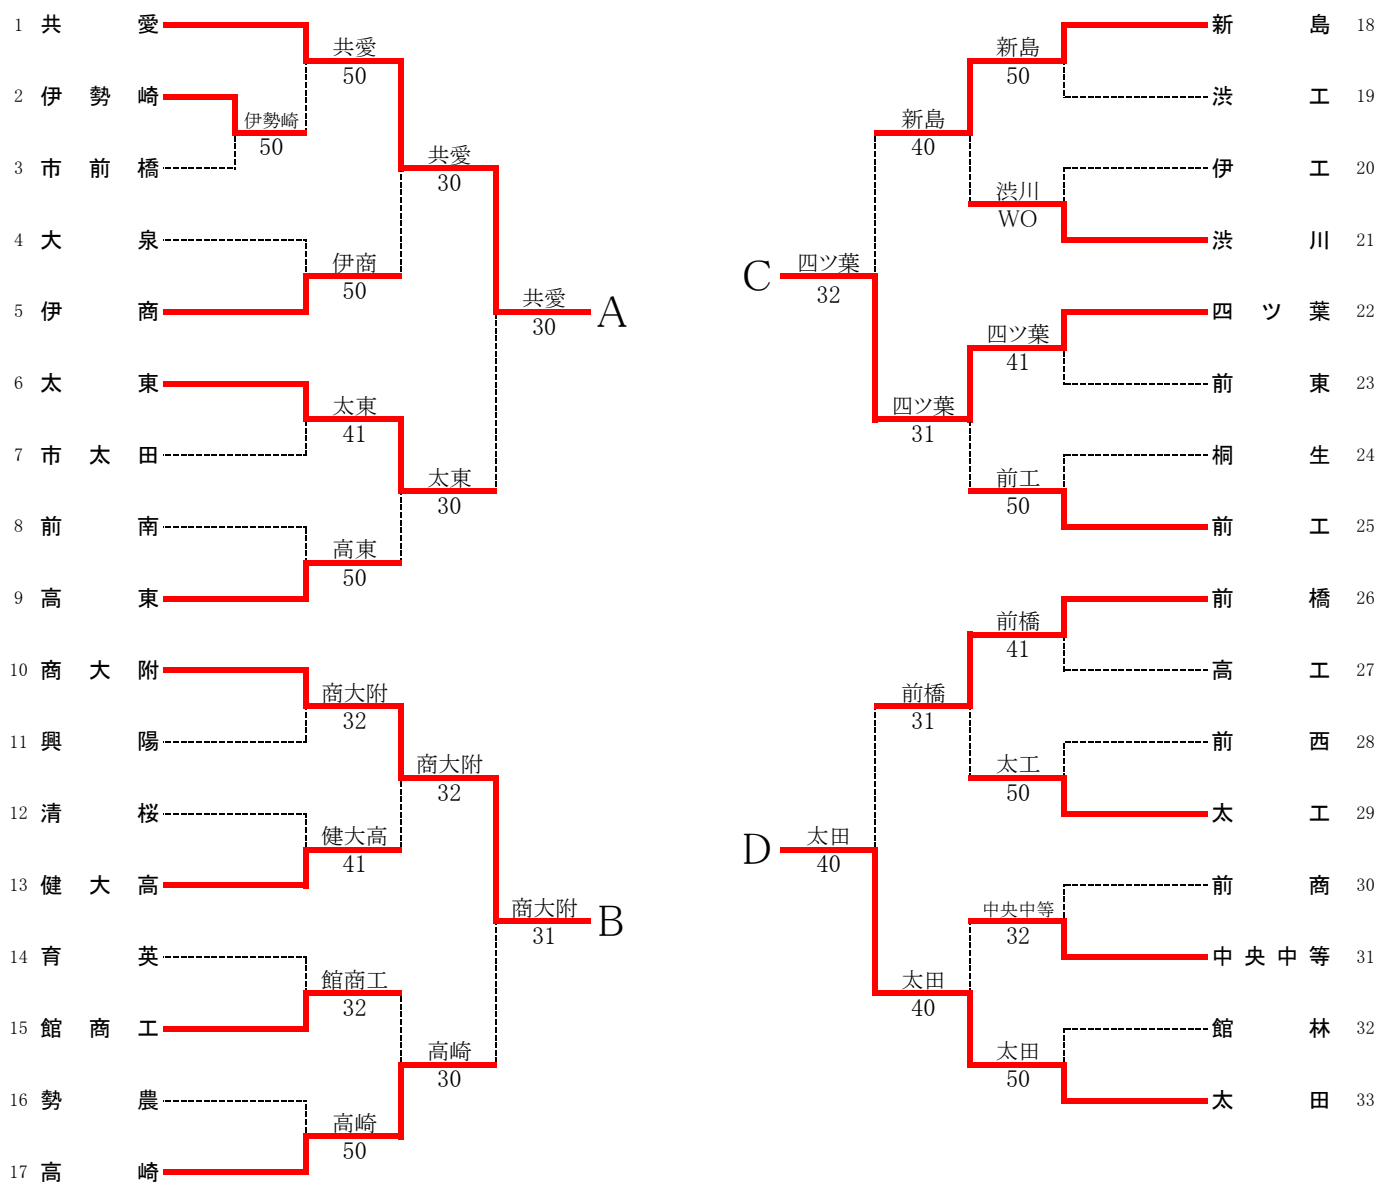 1 共愛
共愛
50
2 伊勢崎
伊勢崎
50
3 市前橋
共愛
30
4 大泉
伊商
50
5 伊商
共愛
30
A
6 太東
太東
41
7 市太田
太東
30
8 前南
高東
50
9 高東
10 商大附
商大附
32
11 興陽
商大附
32
12 清桜
健大高
41
13 健大高
商大附
31
B
14 育英
館商工
32
15 館商工
高崎
30
16 勢農
高崎
50
17 高崎
新島 18
新島
50
渋工 19
新島
40
伊工 20
渋川
WO
渋川 21
C
四ツ葉
32
四ツ葉 22
四ツ葉
41
前東 23
四ツ葉
31
桐生 24
前工
50
前工 25
前橋 26
前橋
41
高工 27
前橋
31
前西 28
太工
50
太工 29
D
太田
40
前商 30
中央中等
32
中央中等 31
太田
40
館林 32
太田
50
太田 33